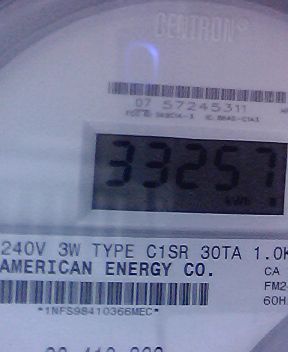 CENTRON®
07 57245311
33257
kWh
240V 3W TYPE C1SR 30TA 1.0K
AMERICAN ENERGY CO.
CA
FM2
60H
*1NFS98410366MEC*